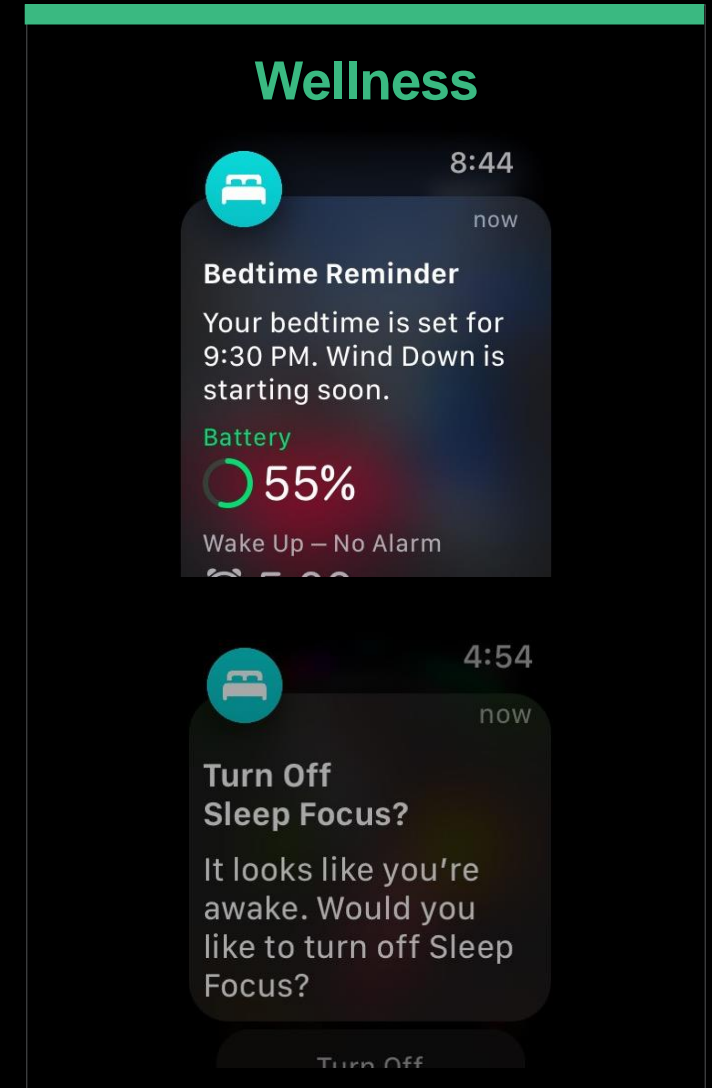 Wellness
8:44
now
Bedtime Reminder
Your bedtime is set for
9:30 PM. Wind Down is
starting soon.
Battery
55%
Wake Up – No Alarm
4:54
now
Turn Off
Sleep Focus?
It looks like you’re
awake. Would you
like to turn off Sleep
Focus?
Turn Off